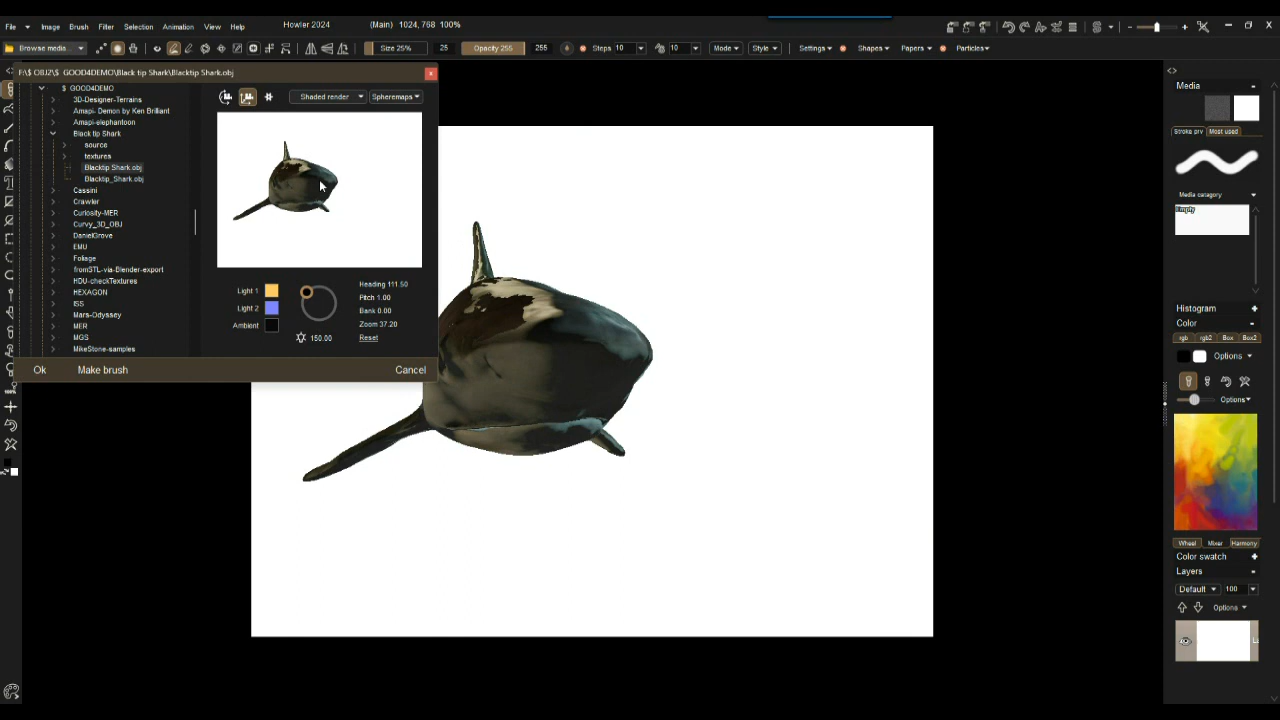 File Image Brush Filter Selection Animation View Help Howler 2024 (Main) 1024, 768 100%
Browse media... Size 25% 25 Opacity 255 255 Steps 10 10 Mode Style Settings Shapes Papers Particles
F:\$ OBJ2\$ GOOD4DEMO\Black tip Shark\Blacktip Shark.obj
$ GOOD4DEMO
3D-Designer-Terrains
Amapi- Demon by Ken Brilliant
Amapi-elephantoon
Black tip Shark
source
textures
Blacktip Shark.obj
Blacktip_Shark.obj
Cassini
Crawler
Curiosity-MER
Curvy_3D_OBJ
DanielGrove
EMU
Foliage
fromSTL-via-Blender-export
HDU-checkTextures
HEXAGON
ISS
Mars-Odyssey
MER
MGS
MikeStone-samples
Shaded render Spheremaps
Light 1
Light 2
Ambient
150.00
Heading 111.50
Pitch 1.00
Bank 0.00
Zoom 37.20
Reset
Ok Make brush Cancel
Media
Stroke prv Most used
Media category
Empty
Histogram
Color
rgb rgb2 Box Box2
Options
Options
Wheel Mixer Harmony
Color swatch
Layers
Default 100
Options